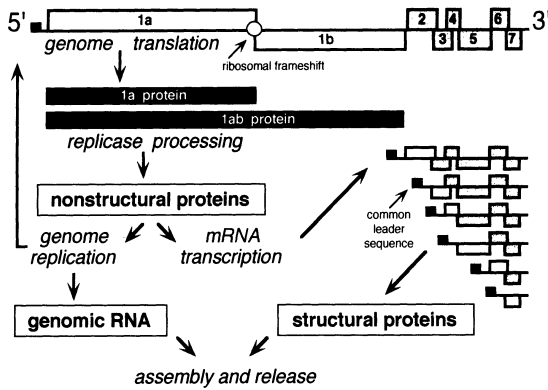 5' 1a 2 4 6 3'
1b 3 5 7
genome translation
ribosomal frameshift
1a protein
1ab protein
replicase processing
nonstructural proteins
common
leader
sequence
genome
replication
mRNA
transcription
genomic RNA
structural proteins
assembly and release